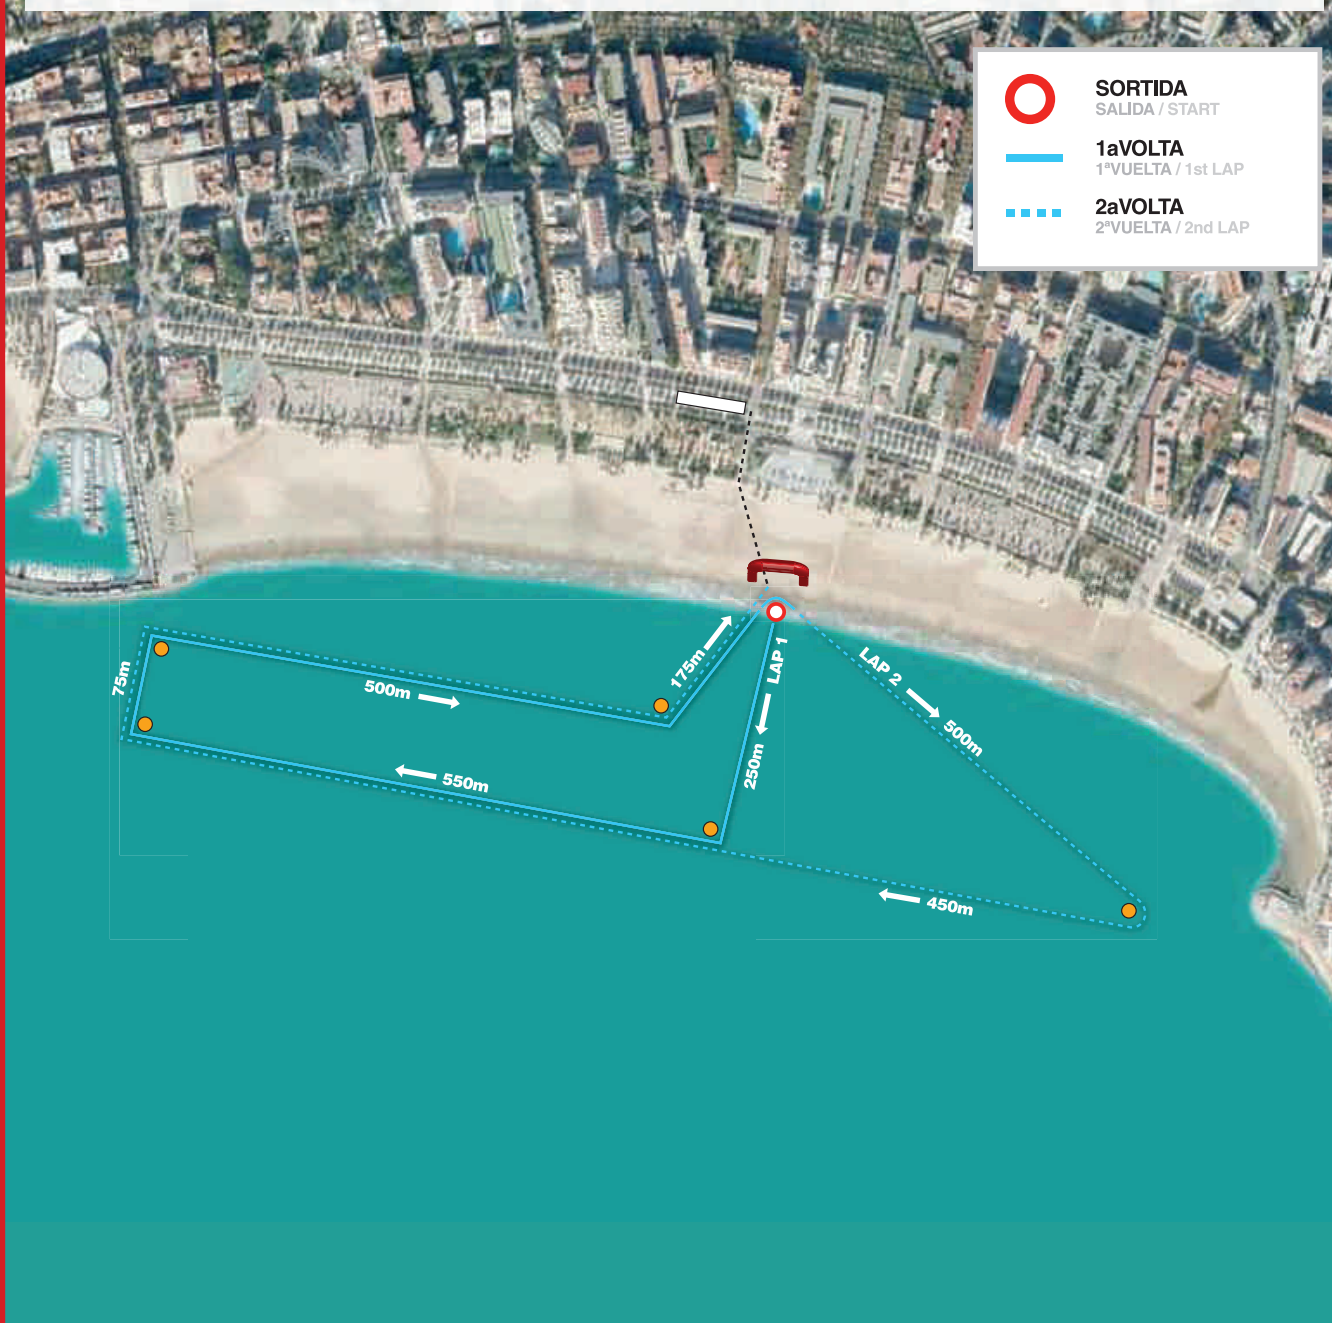 SORTIDA
SALIDA / START
1aVOLTA
1ªVUELTA / 1st LAP
2aVOLTA
2ªVUELTA / 2nd LAP
75m
500m
175m
LAP 1
250m
550m
LAP 2
500m
450m